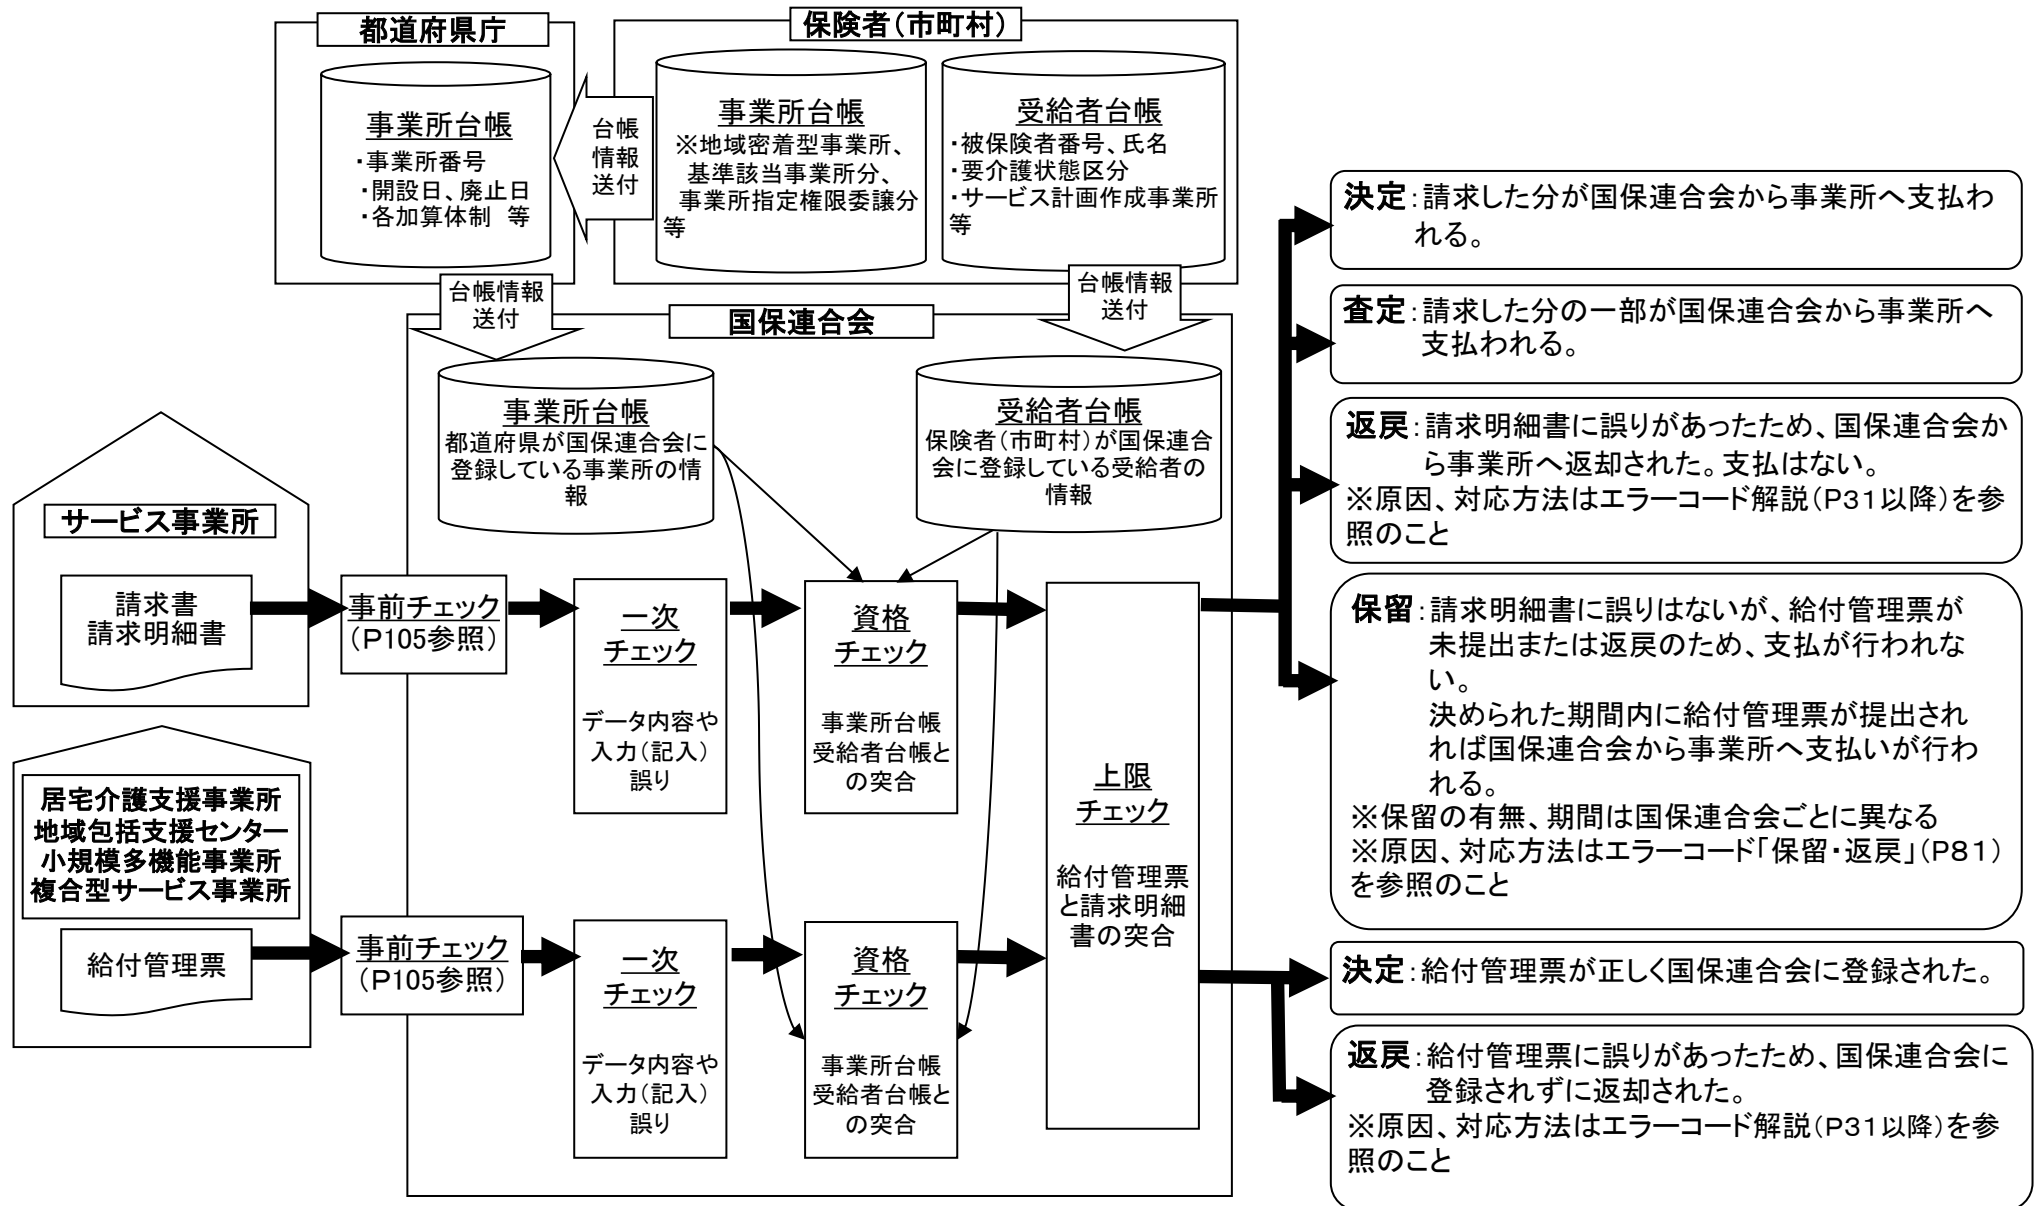 都道府県庁
事業所台帳
・事業所番号
・開設日、廃止日
・各加算体制　等
台帳
情報
送付
保険者（市町村）
事業所台帳
※地域密着型事業所、
基準該当事業所分、
事業所指定権限委譲分
等
受給者台帳
・被保険者番号、氏名
・要介護状態区分
・サービス計画作成事業所
等
台帳情報
送付
台帳情報
送付
国保連合会
事業所台帳
都道府県が国保連合会に
登録している事業所の情
報
受給者台帳
保険者（市町村）が国保連合
会に登録している受給者の
情報
サービス事業所
請求書
請求明細書
事前チェック
（P105参照）
一次
チェック
データ内容や
入力（記入）
誤り
資格
チェック
事業所台帳
受給者台帳と
の突合
居宅介護支援事業所
地域包括支援センター
小規模多機能事業所
複合型サービス事業所
給付管理票
事前チェック
（P105参照）
一次
チェック
データ内容や
入力（記入）
誤り
資格
チェック
事業所台帳
受給者台帳と
の突合
上限
チェック
給付管理票
と請求明細
書の突合
決定：請求した分が国保連合会から事業所へ支払わ
れる。
査定：請求した分の一部が国保連合会から事業所へ
支払われる。
返戻：請求明細書に誤りがあったため、国保連合会か
ら事業所へ返却された。支払はない。
※原因、対応方法はエラーコード解説（P31以降）を参
照のこと
保留：請求明細書に誤りはないが、給付管理票が
未提出または返戻のため、支払が行われな
い。
決められた期間内に給付管理票が提出され
れば国保連合会から事業所へ支払いが行わ
れる。
※保留の有無、期間は国保連合会ごとに異なる
※原因、対応方法はエラーコード「保留・返戻」（P81）
を参照のこと
決定：給付管理票が正しく国保連合会に登録された。
返戻：給付管理票に誤りがあったため、国保連合会に
登録されずに返却された。
※原因、対応方法はエラーコード解説（P31以降）を参
照のこと